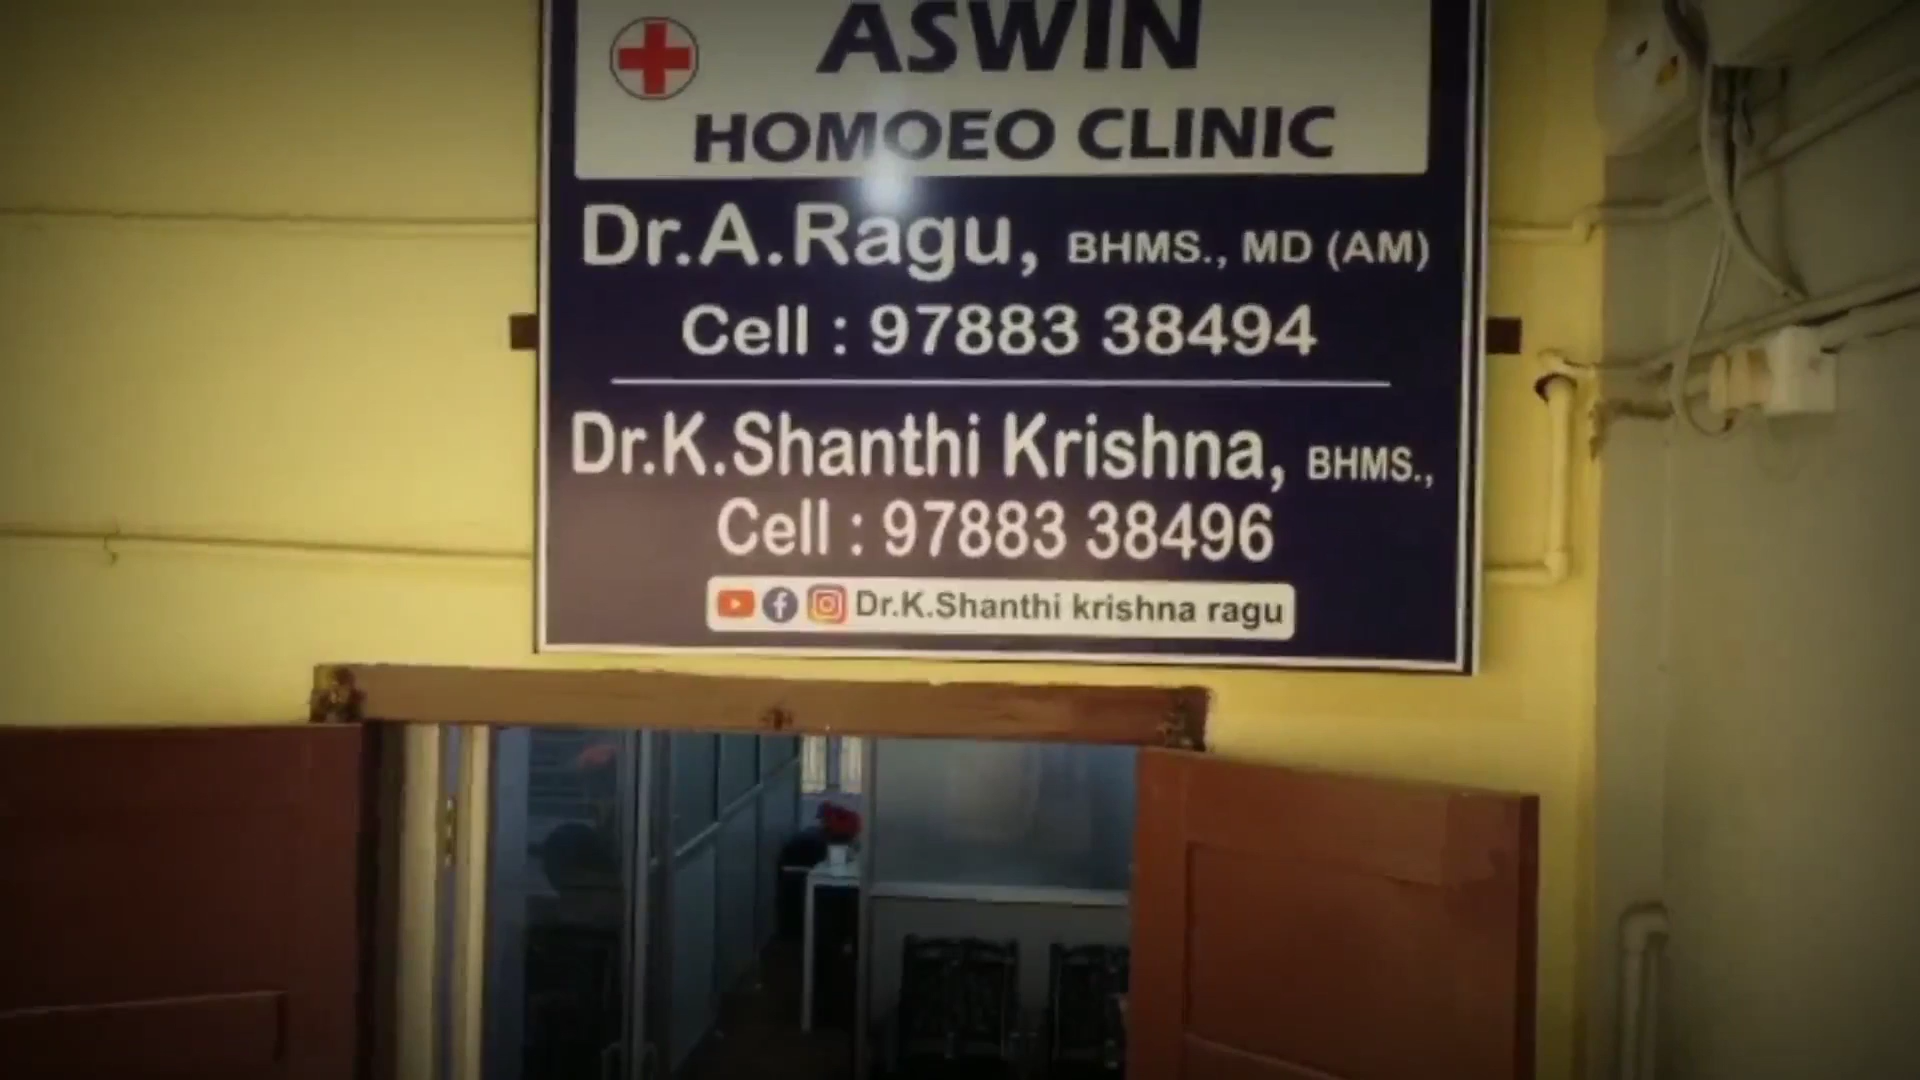 ASWIN
HOMOEO CLINIC
Dr.A.Ragu, BHMS., MD (AM)
Cell : 97883 38494
Dr.K.Shanthi Krishna, BHMS.,
Cell : 97883 38496
Dr.K.Shanthi krishna ragu